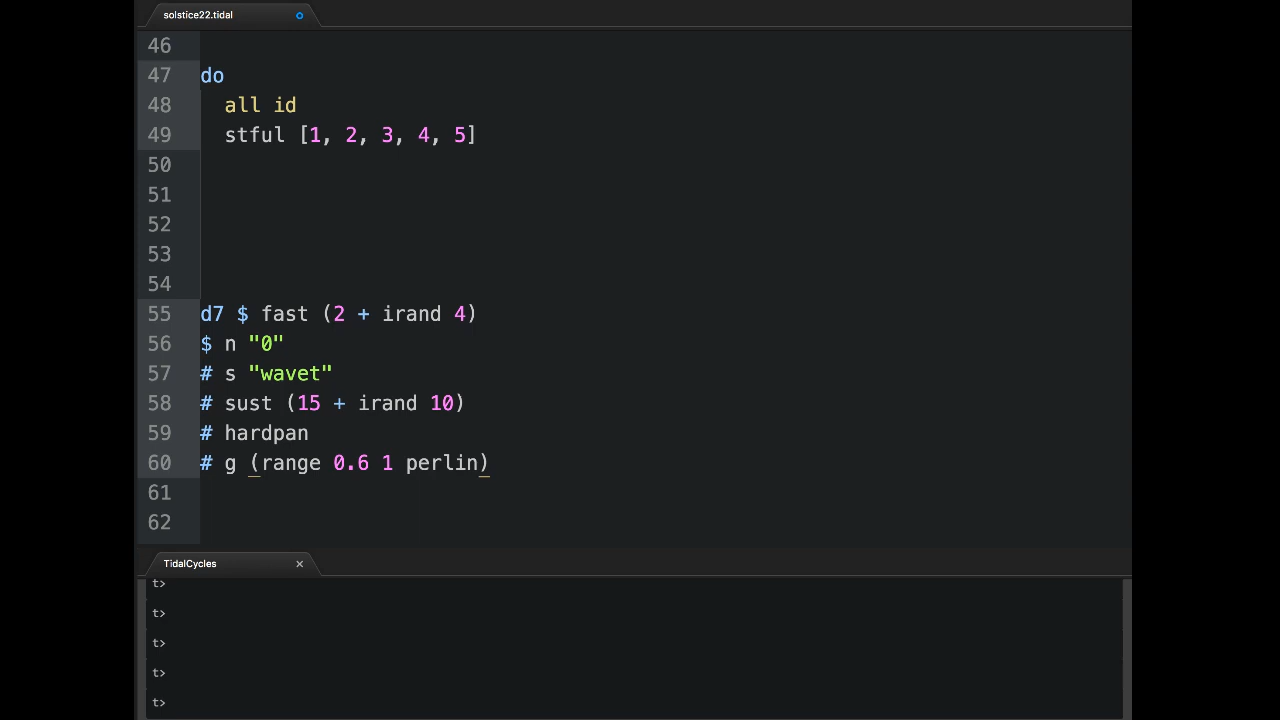 solstice22.tidal
46
47 do
48 all id
49 stful [1, 2, 3, 4, 5]
50
51
52
53
54
55 d7 $ fast (2 + irand 4)
56 $ n "0"
57 # s "wavet"
58 # sust (15 + irand 10)
59 # hardpan
60 # g (range 0.6 1 perlin)
61
62
TidalCycles ×
t>
t>
t>
t>
t>